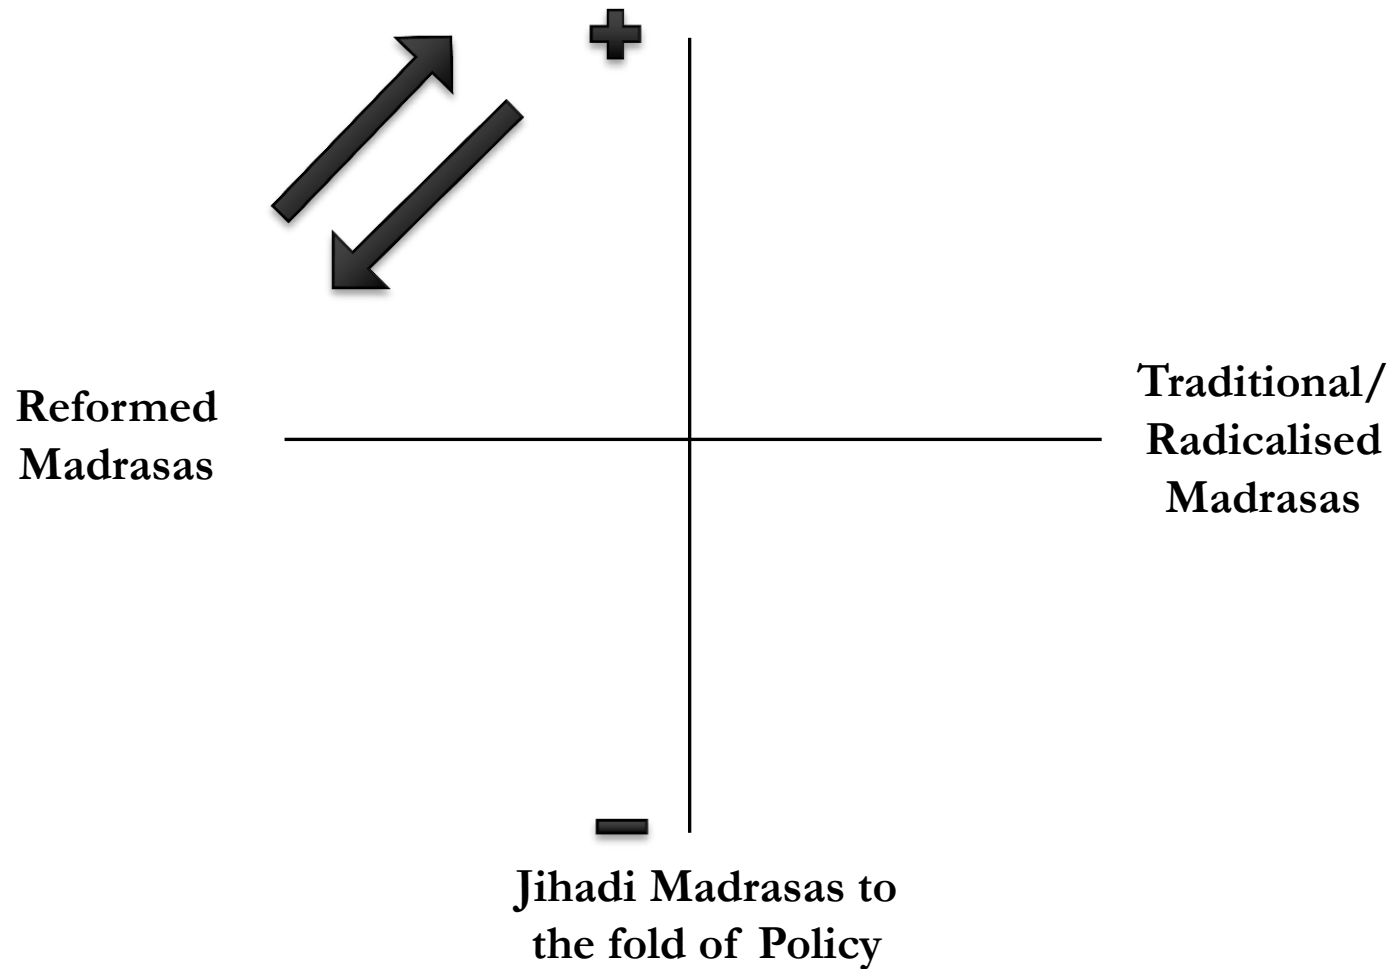 Reformed
Madrasas
Traditional/
Radicalised
Madrasas
Jihadi Madrasas to
the fold of Policy